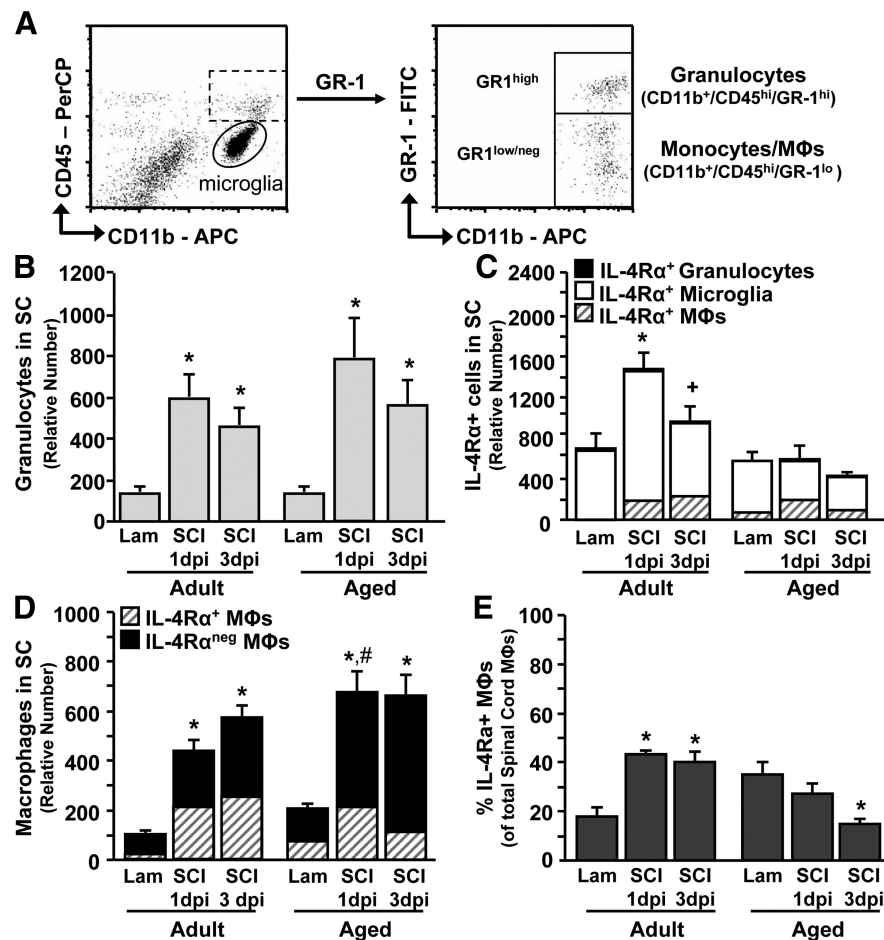 A
CD45 – PerCP
microglia
CD11b - APC
GR-1
GR-1 - FITC
GR1high
GR1low/neg
CD11b - APC
Granulocytes
(CD11b+/CD45hi/GR-1hi)
Monocytes/MΦs
(CD11b+/CD45hi/GR-1lo )
B
Granulocytes in SC
(Relative Number)
1200
1000
800
600
400
200
0
* * * *
Lam SCI SCI Lam SCI SCI
1dpi 3dpi 1dpi 3dpi
Adult Aged
C
IL-4Rα+ cells in SC
(Relative Number)
2400
2000
1600
1200
800
400
0
IL-4Rα+ Granulocytes
IL-4Rα+ Microglia
IL-4Rα+ MΦs
* +
Lam SCI SCI Lam SCI SCI
1dpi 3dpi 1dpi 3dpi
Adult Aged
D
Macrophages in SC
(Relative Number)
1000
800
600
400
200
0
IL-4Rα+ MΦs
IL-4Rαneg MΦs
* * *,# *
Lam SCI SCI Lam SCI SCI
1dpi 3 dpi 1dpi 3dpi
Adult Aged
E
% IL-4Ra+ MΦs
(of total Spinal Cord MΦs)
100
80
60
40
20
0
* * *
Lam SCI SCI Lam SCI SCI
1dpi 3dpi 1dpi 3dpi
Adult Aged